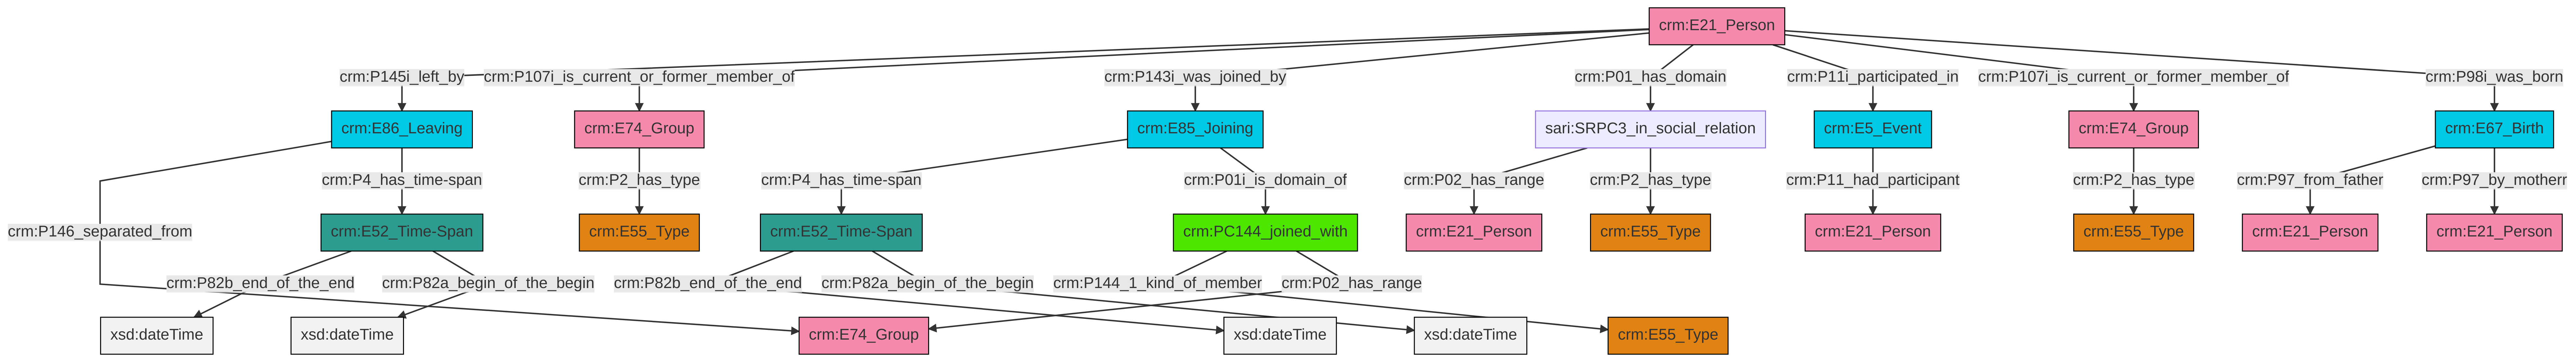 crm:E21_Person
crm:P145i_left_by
crm:P107i_is_current_or_former_member_of
crm:P143i_was_joined_by
crm:P01_has_domain
crm:P11i_participated_in
crm:P107i_is_current_or_former_member_of
crm:P98i_was_born
crm:E86_Leaving
crm:E74_Group
crm:E85_Joining
sari:SRPC3_in_social_relation
crm:E5_Event
crm:E74_Group
crm:E67_Birth
crm:P4_has_time-span
crm:P2_has_type
crm:P4_has_time-span
crm:P01i_is_domain_of
crm:P02_has_range
crm:P2_has_type
crm:P11_had_participant
crm:P2_has_type
crm:P97_from_father
crm:P97_by_motherr
crm:P146_separated_from
crm:E52_Time-Span
crm:E55_Type
crm:E52_Time-Span
crm:PC144_joined_with
crm:E21_Person
crm:E55_Type
crm:E21_Person
crm:E55_Type
crm:E21_Person
crm:E21_Person
crm:P82b_end_of_the_end
crm:P82a_begin_of_the_begin
crm:P82b_end_of_the_end
crm:P82a_begin_of_the_begin
crm:P144_1_kind_of_member
crm:P02_has_range
xsd:dateTime
xsd:dateTime
crm:E74_Group
xsd:dateTime
xsd:dateTime
crm:E55_Type